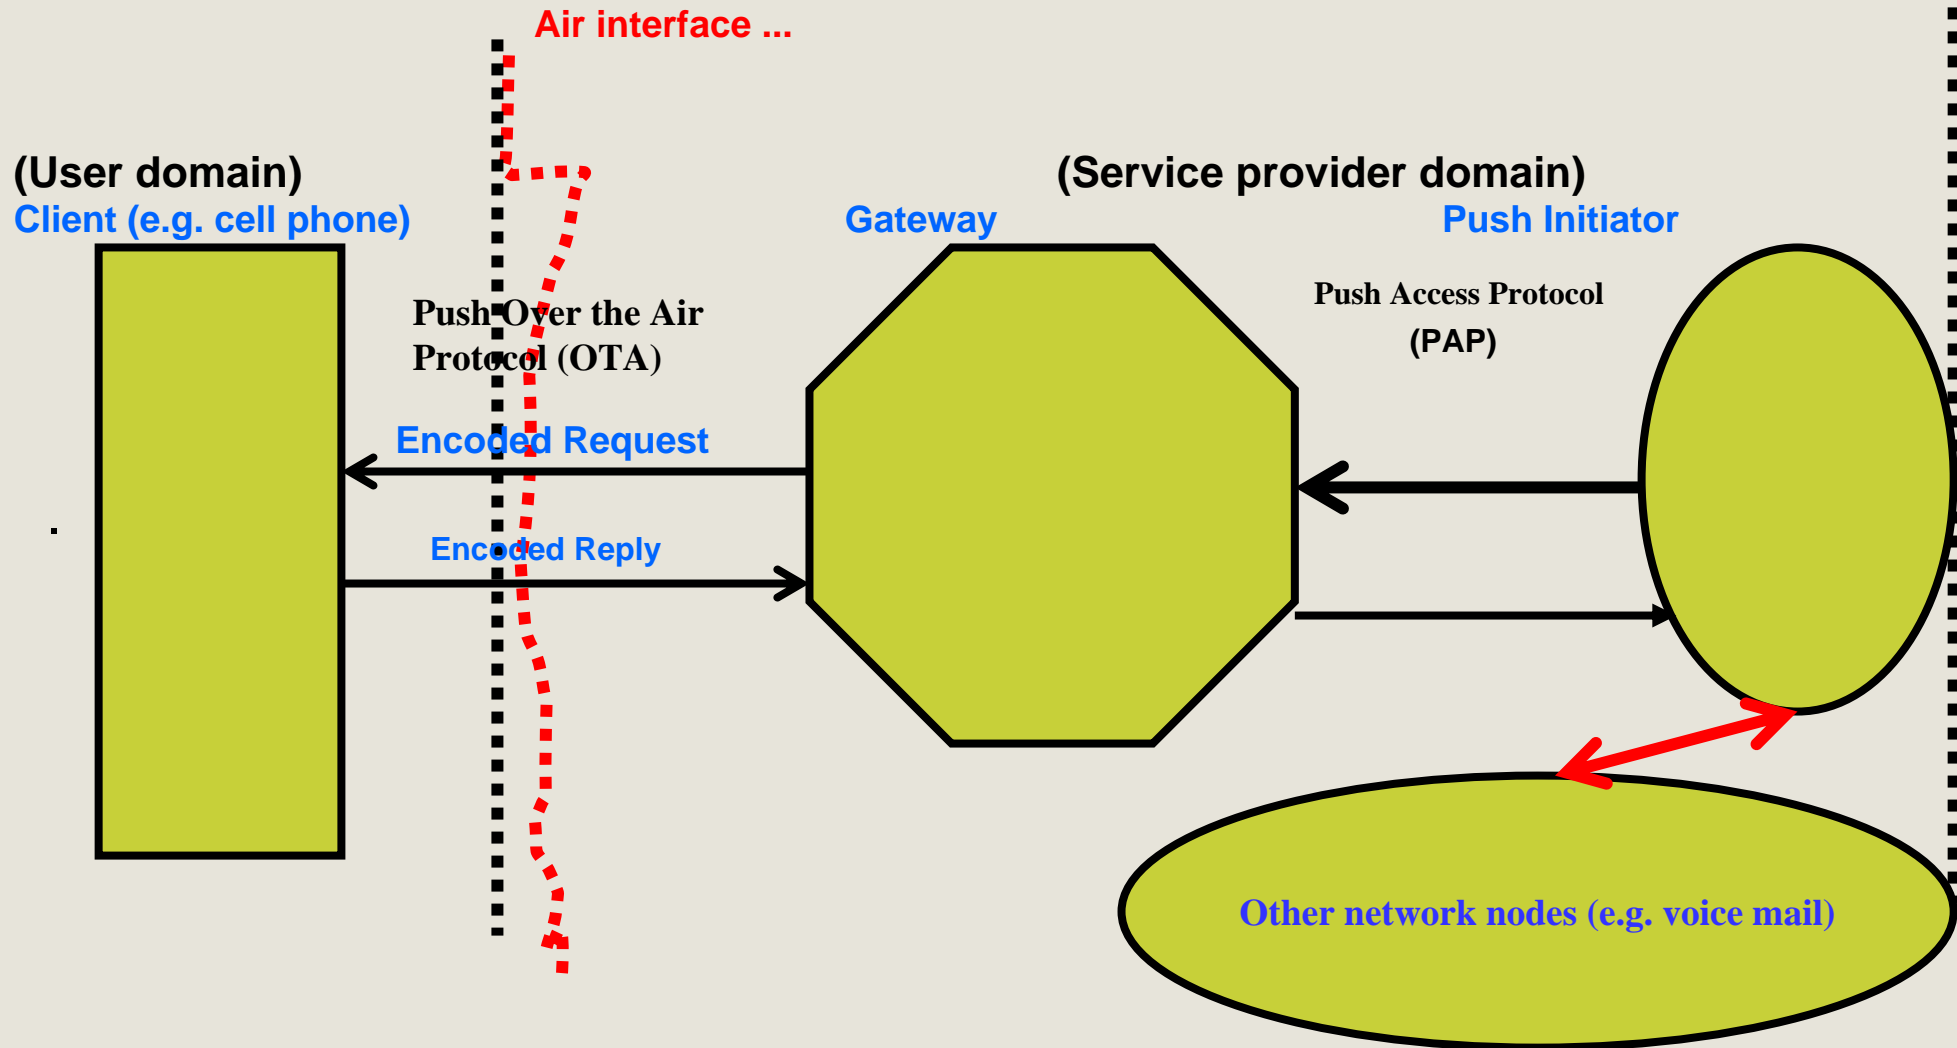 Air interface ...
(User domain)
(Service provider domain)
Client (e.g. cell phone)
Gateway
Push Initiator
Push Over the Air
Protocol (OTA)
Push Access Protocol
(PAP)
Encoded Request
Encoded Reply
Other network nodes (e.g. voice mail)